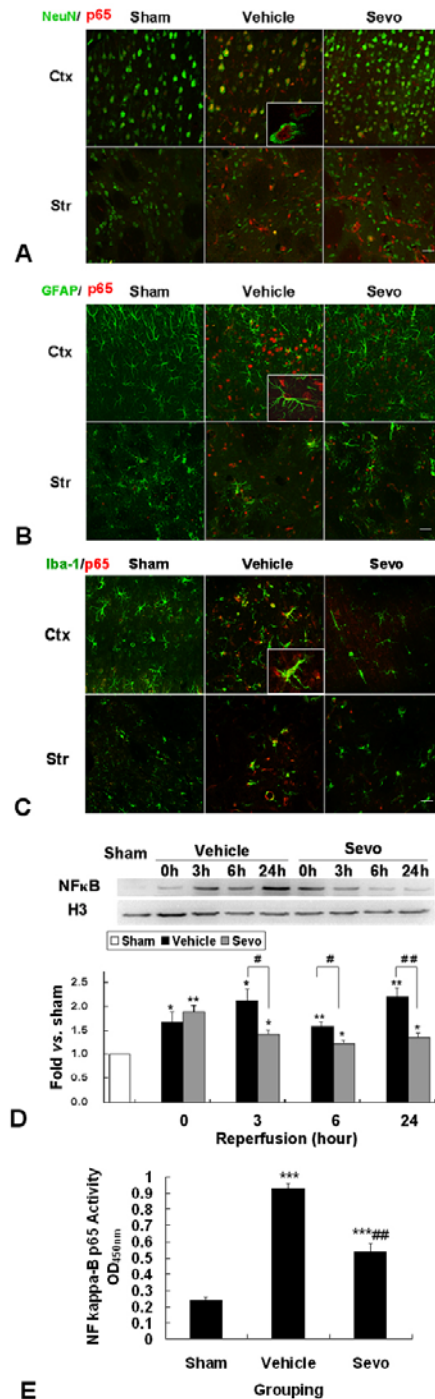 NeuN/ p65 Sham Vehicle Sevo
Ctx
Str
A
GFAP/ p65 Sham Vehicle Sevo
Ctx
Str
B
Iba-1/p65 Sham Vehicle Sevo
Ctx
Str
C
Sham Vehicle Sevo
0h 3h 6h 24h 0h 3h 6h 24h
NFκB
H3
Sham Vehicle Sevo
# # ##
* ** * * ** * ** *
Fold vs. sham
2.5
2.0
1.5
1.0
0.5
0.0
0 3 6 24
D
Reperfusion (hour)
NF kappa-B p65 Activity
OD450nm
1
0.9
0.8
0.7
0.6
0.5
0.4
0.3
0.2
0.1
0
***
***##
Sham Vehicle Sevo
Grouping
E